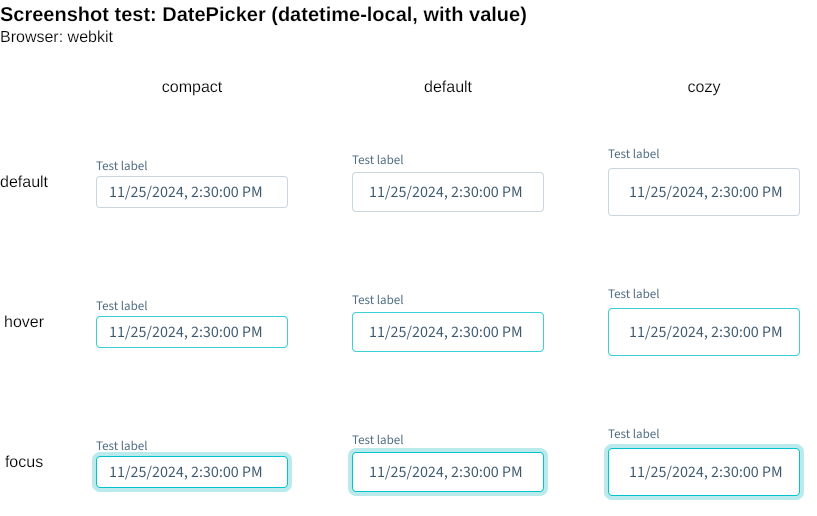 Screenshot test: DatePicker (datetime-local, with value)
Browser: webkit
compact default cozy
Test label Test label Test label
default 11/25/2024, 2:30:00 PM 11/25/2024, 2:30:00 PM 11/25/2024, 2:30:00 PM
Test label Test label Test label
hover 11/25/2024, 2:30:00 PM 11/25/2024, 2:30:00 PM 11/25/2024, 2:30:00 PM
Test label Test label Test label
focus 11/25/2024, 2:30:00 PM 11/25/2024, 2:30:00 PM 11/25/2024, 2:30:00 PM